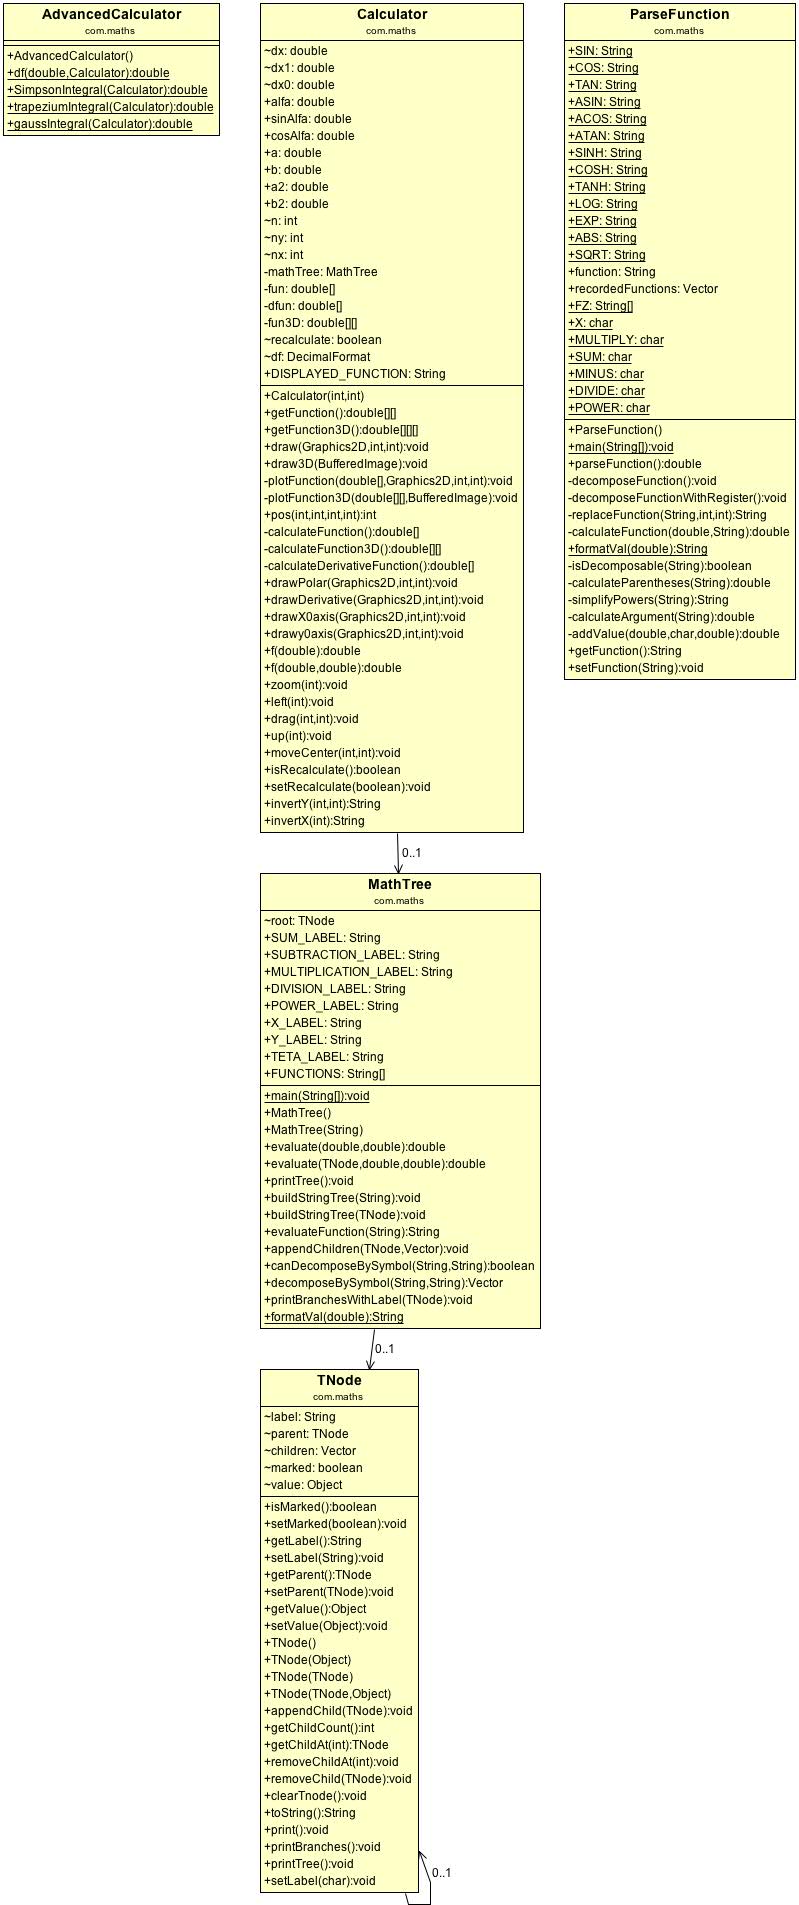 AdvancedCalculator
com.maths
+AdvancedCalculator()
+df(double,Calculator):double
+SimpsonIntegral(Calculator):double
+trapeziumIntegral(Calculator):double
+gaussIntegral(Calculator):double
Calculator
com.maths
~dx: double
~dx1: double
~dx0: double
+alfa: double
+sinAlfa: double
+cosAlfa: double
+a: double
+b: double
+a2: double
+b2: double
~n: int
~ny: int
~nx: int
-mathTree: MathTree
-fun: double[]
-dfun: double[]
-fun3D: double[][]
~recalculate: boolean
~df: DecimalFormat
+DISPLAYED_FUNCTION: String
+Calculator(int,int)
+getFunction():double[][]
+getFunction3D():double[][][]
+draw(Graphics2D,int,int):void
+draw3D(BufferedImage):void
-plotFunction(double[],Graphics2D,int,int):void
-plotFunction3D(double[][],BufferedImage):void
+pos(int,int,int,int):int
-calculateFunction():double[]
-calculateFunction3D():double[][]
-calculateDerivativeFunction():double[]
+drawPolar(Graphics2D,int,int):void
+drawDerivative(Graphics2D,int,int):void
+drawX0axis(Graphics2D,int,int):void
+drawy0axis(Graphics2D,int,int):void
+f(double):double
+f(double,double):double
+zoom(int):void
+left(int):void
+drag(int,int):void
+up(int):void
+moveCenter(int,int):void
+isRecalculate():boolean
+setRecalculate(boolean):void
+invertY(int,int):String
+invertX(int):String
ParseFunction
com.maths
+SIN: String
+COS: String
+TAN: String
+ASIN: String
+ACOS: String
+ATAN: String
+SINH: String
+COSH: String
+TANH: String
+LOG: String
+EXP: String
+ABS: String
+SQRT: String
+function: String
+recordedFunctions: Vector
+FZ: String[]
+X: char
+MULTIPLY: char
+SUM: char
+MINUS: char
+DIVIDE: char
+POWER: char
+ParseFunction()
+main(String[]):void
+parseFunction():double
-decomposeFunction():void
-decomposeFunctionWithRegister():void
-replaceFunction(String,int,int):String
-calculateFunction(double,String):double
+formatVal(double):String
-isDecomposable(String):boolean
-calculateParentheses(String):double
-simplifyPowers(String):String
-calculateArgument(String):double
-addValue(double,char,double):double
+getFunction():String
+setFunction(String):void
0..1
MathTree
com.maths
~root: TNode
+SUM_LABEL: String
+SUBTRACTION_LABEL: String
+MULTIPLICATION_LABEL: String
+DIVISION_LABEL: String
+POWER_LABEL: String
+X_LABEL: String
+Y_LABEL: String
+TETA_LABEL: String
+FUNCTIONS: String[]
+main(String[]):void
+MathTree()
+MathTree(String)
+evaluate(double,double):double
+evaluate(TNode,double,double):double
+printTree():void
+buildStringTree(String):void
+buildStringTree(TNode):void
+evaluateFunction(String):String
+appendChildren(TNode,Vector):void
+canDecomposeBySymbol(String,String):boolean
+decomposeBySymbol(String,String):Vector
+printBranchesWithLabel(TNode):void
+formatVal(double):String
0..1
TNode
com.maths
~label: String
~parent: TNode
~children: Vector
~marked: boolean
~value: Object
+isMarked():boolean
+setMarked(boolean):void
+getLabel():String
+setLabel(String):void
+getParent():TNode
+setParent(TNode):void
+getValue():Object
+setValue(Object):void
+TNode()
+TNode(Object)
+TNode(TNode)
+TNode(TNode,Object)
+appendChild(TNode):void
+getChildCount():int
+getChildAt(int):TNode
+removeChildAt(int):void
+removeChild(TNode):void
+clearTnode():void
+toString():String
+print():void
+printBranches():void
+printTree():void
+setLabel(char):void
0..1